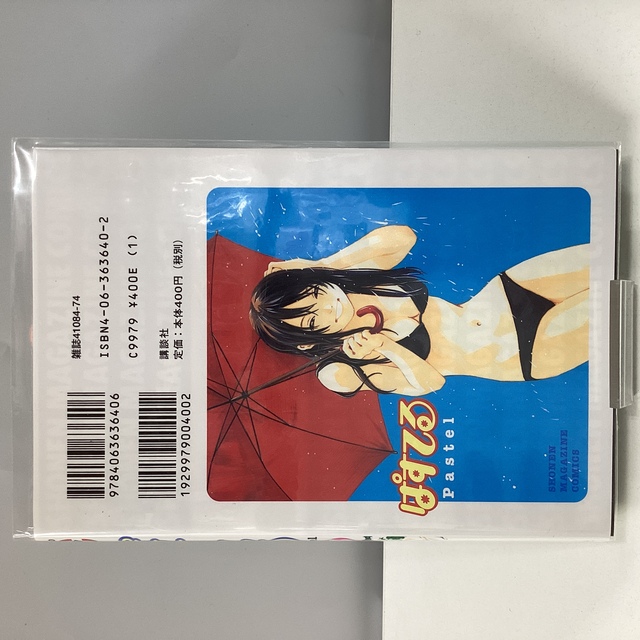 雑誌41084-74
ISBN4-06-363640-2
C9979 ¥400E (1)
講談社
定価：本体400円（税別）
9784063636406
1929979004002
ぱすてる
Pastel
SHONEN
MAGAZINE
COMICS